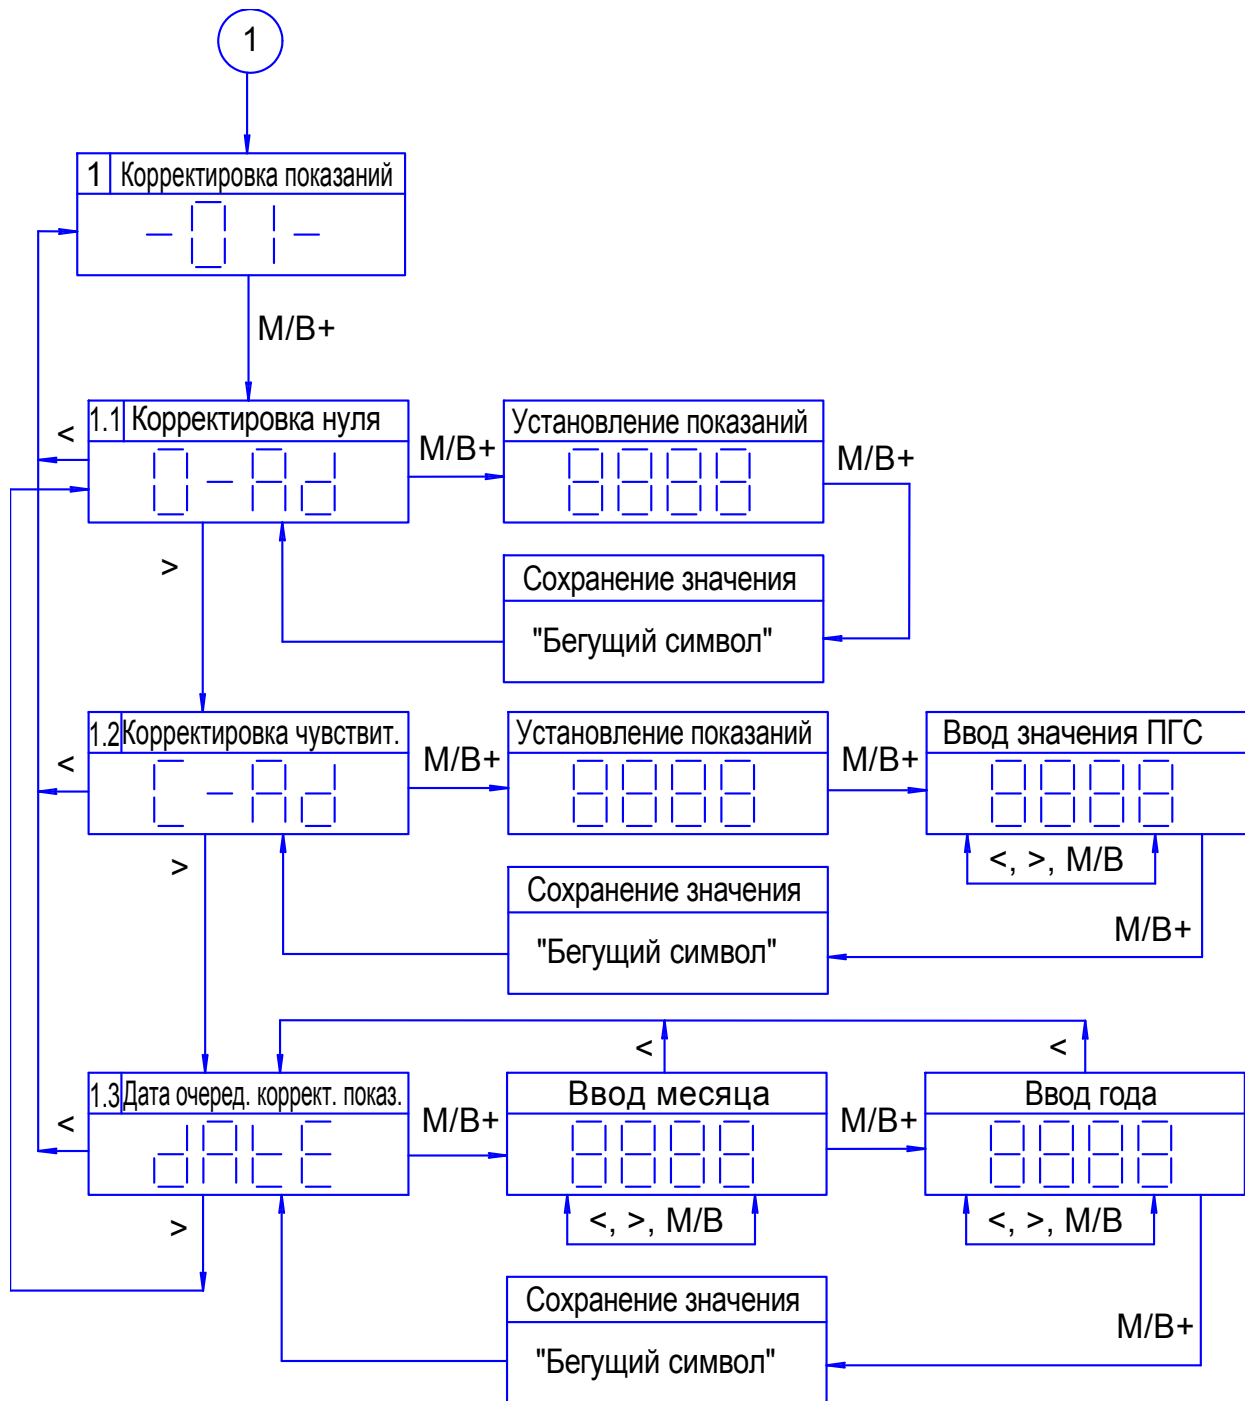 1
1 Корректировка показаний
-01-
М/В+
1.1 Корректировка нуля
0-Ad
<
М/В+
Установление показаний
8888
М/В+
>
Сохранение значения
"Бегущий символ"
1.2 Корректировка чувствит.
C-Ad
<
М/В+
Установление показаний
8888
М/В+
Ввод значения ПГС
8888
<, >, М/В
>
Сохранение значения
"Бегущий символ"
М/В+
<
<
1.3 Дата очеред. коррект. показ.
dAtE
<
М/В+
Ввод месяца
8888
<, >, М/В
М/В+
Ввод года
8888
<, >, М/В
>
Сохранение значения
"Бегущий символ"
М/В+